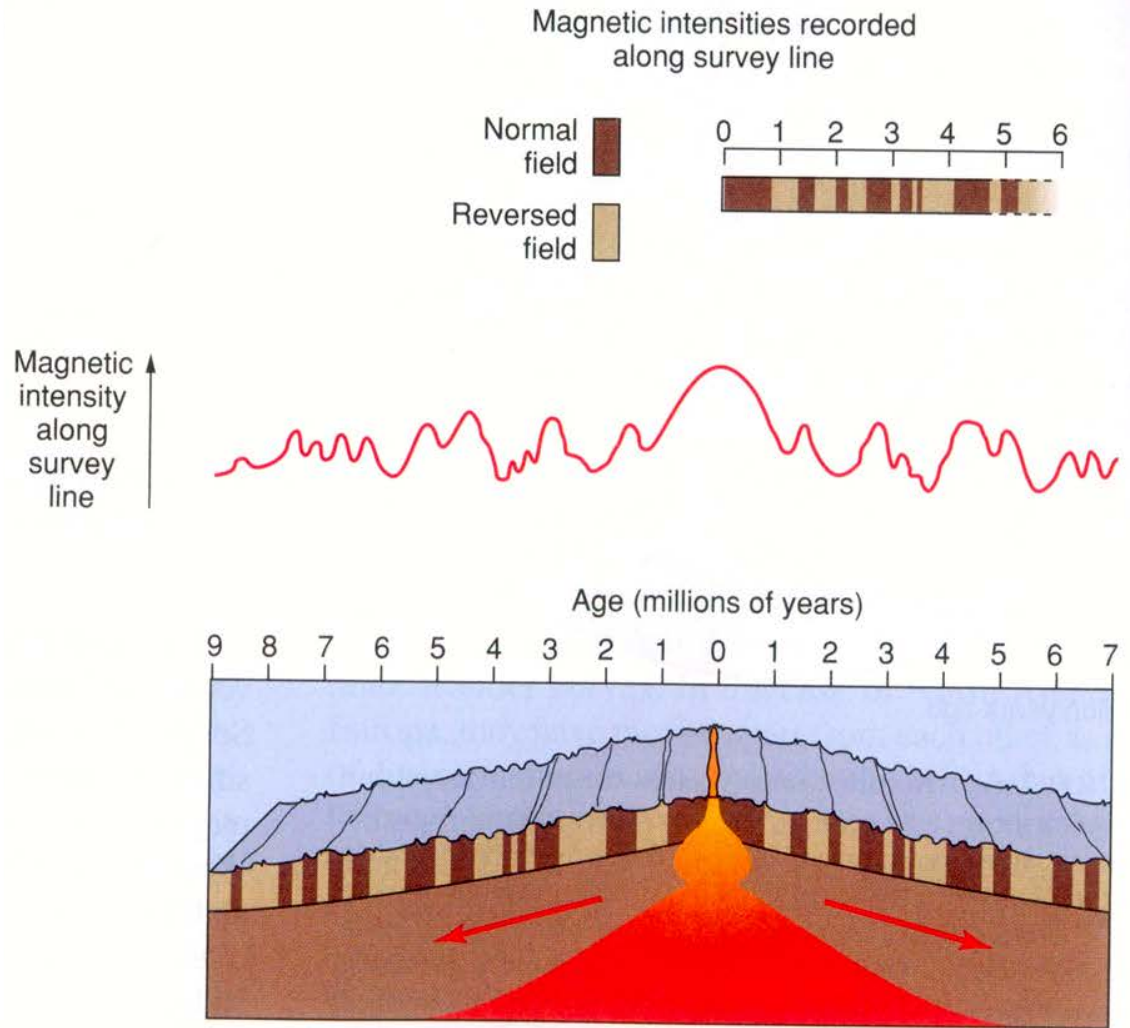 Magnetic intensities recorded
along survey line
Normal
field
0 1 2 3 4 5 6
Reversed
field
Magnetic
intensity
along
survey
line
Age (millions of years)
9 8 7 6 5 4 3 2 1 0 1 2 3 4 5 6 7